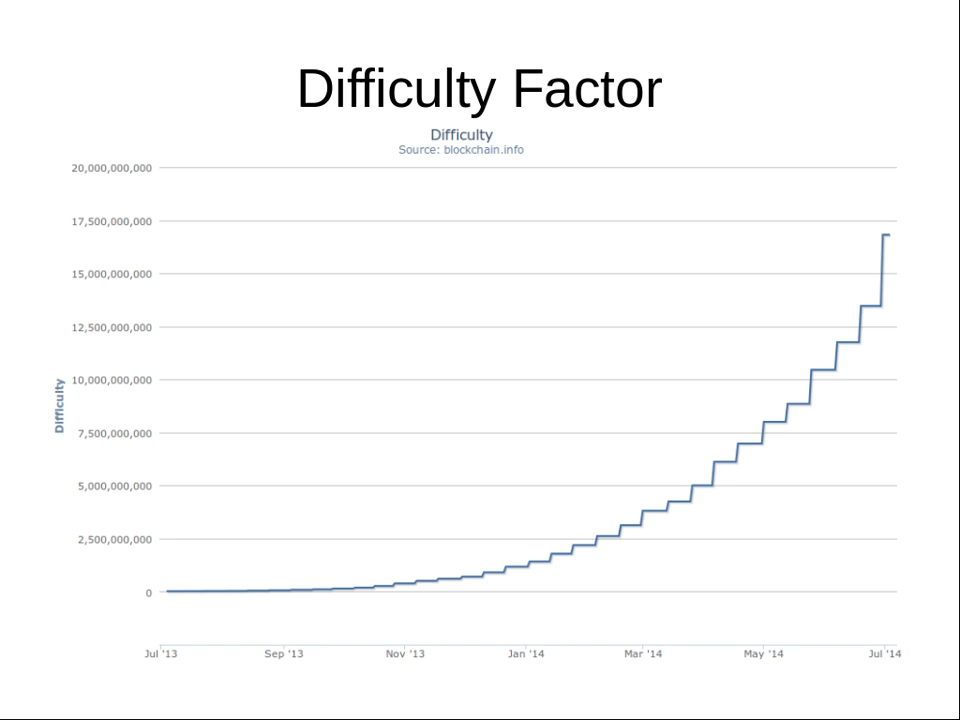 Difficulty Factor
Difficulty
Source: blockchain.info
20,000,000,000
17,500,000,000
15,000,000,000
12,500,000,000
10,000,000,000
7,500,000,000
5,000,000,000
2,500,000,000
0
Difficulty
Jul '13 Sep '13 Nov '13 Jan '14 Mar '14 May '14 Jul '14